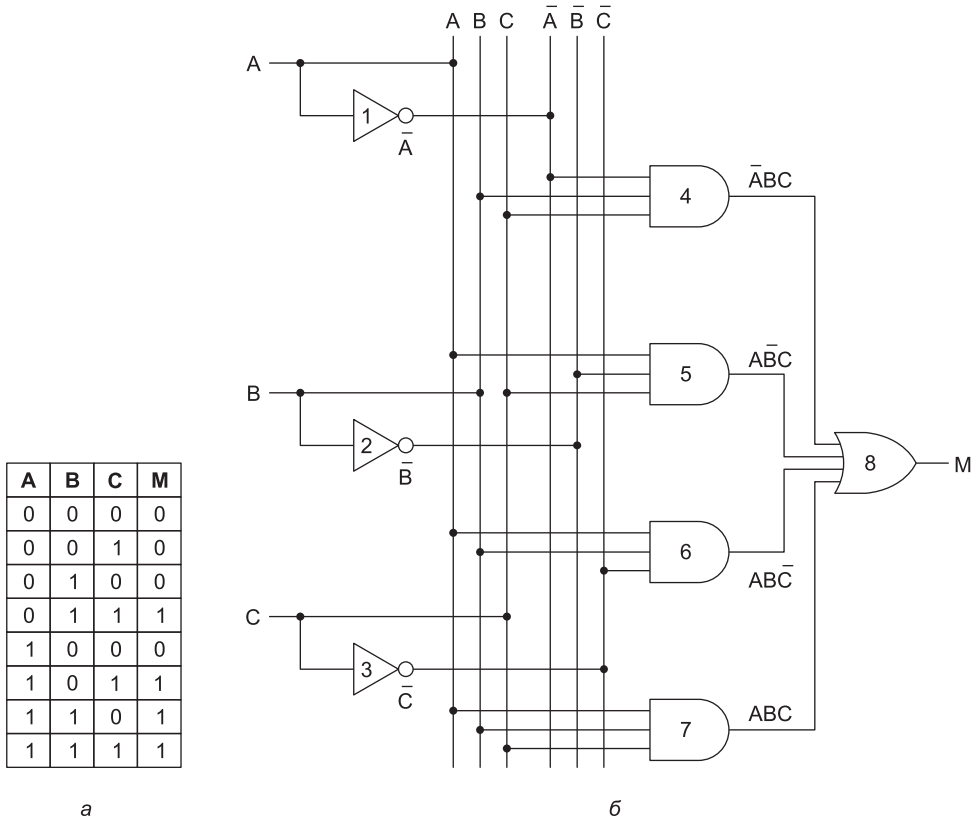 A B C A̅ B̅ C̅
A
1
A̅
4
A̅BC
5
AB̅C
B
2
B̅
8
M
6
ABC̅
C
3
C̅
7
ABC
A B C M
0 0 0 0
0 0 1 0
0 1 0 0
0 1 1 1
1 0 0 0
1 0 1 1
1 1 0 1
1 1 1 1
а
б